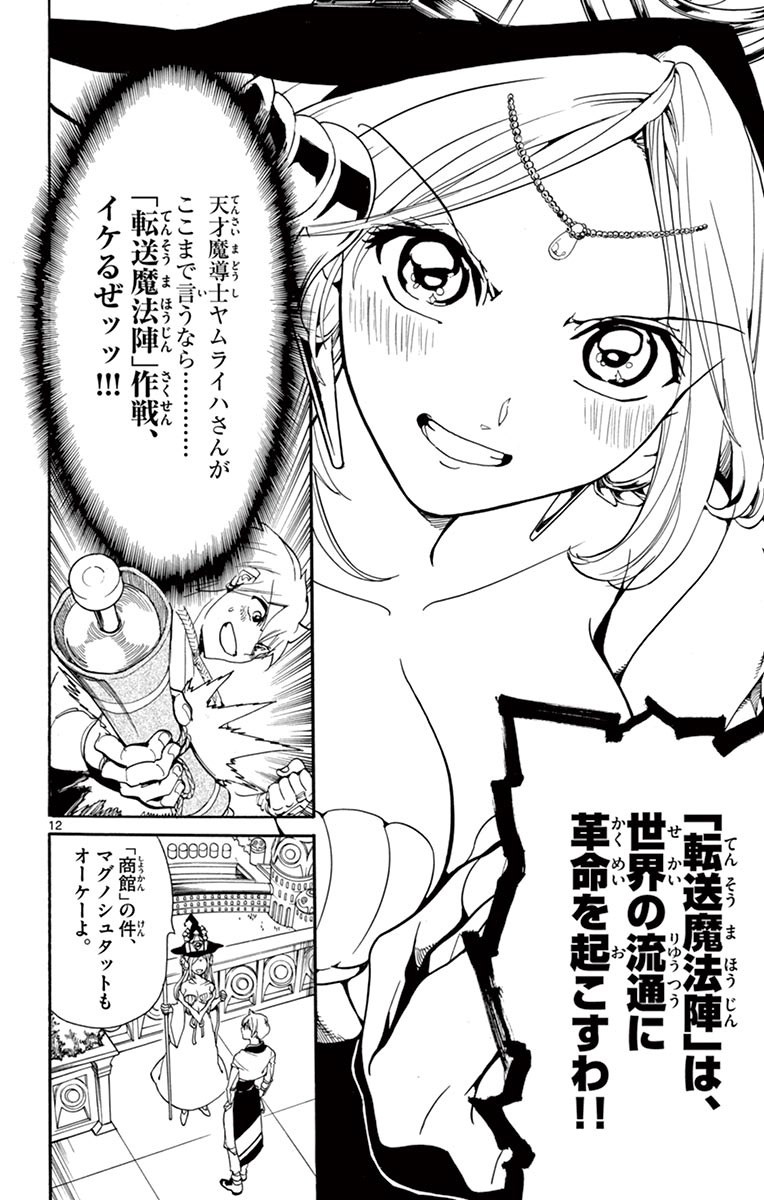 「転送魔法陣」は、
世界の流通に
革命を起こすわ!!
天才魔導士ヤムライハさんが
ここまで言うなら…………
「転送魔法陣」作戦、
イケるぜッッ!!!
「商館」の件、
マグノシュタットも
オーケーよ。
12